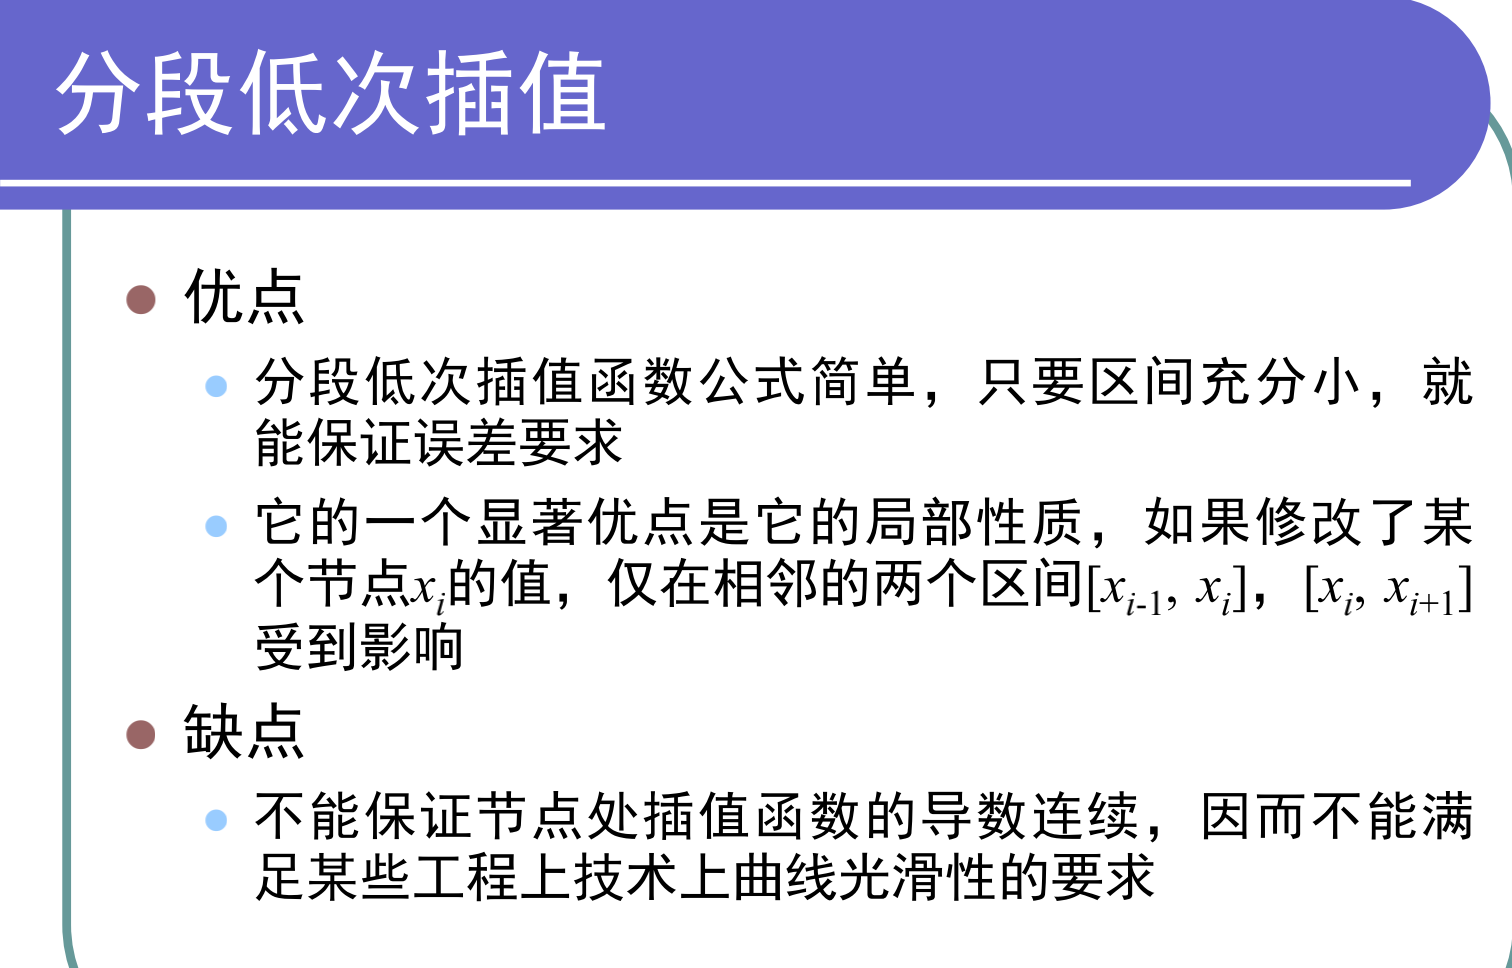 分段低次插值
优点
分段低次插值函数公式简单，只要区间充分小，就
能保证误差要求
它的一个显著优点是它的局部性质，如果修改了某
个节点xi的值，仅在相邻的两个区间[xi-1, xi]，[xi, xi+1]
受到影响
缺点
不能保证节点处插值函数的导数连续，因而不能满
足某些工程上技术上曲线光滑性的要求